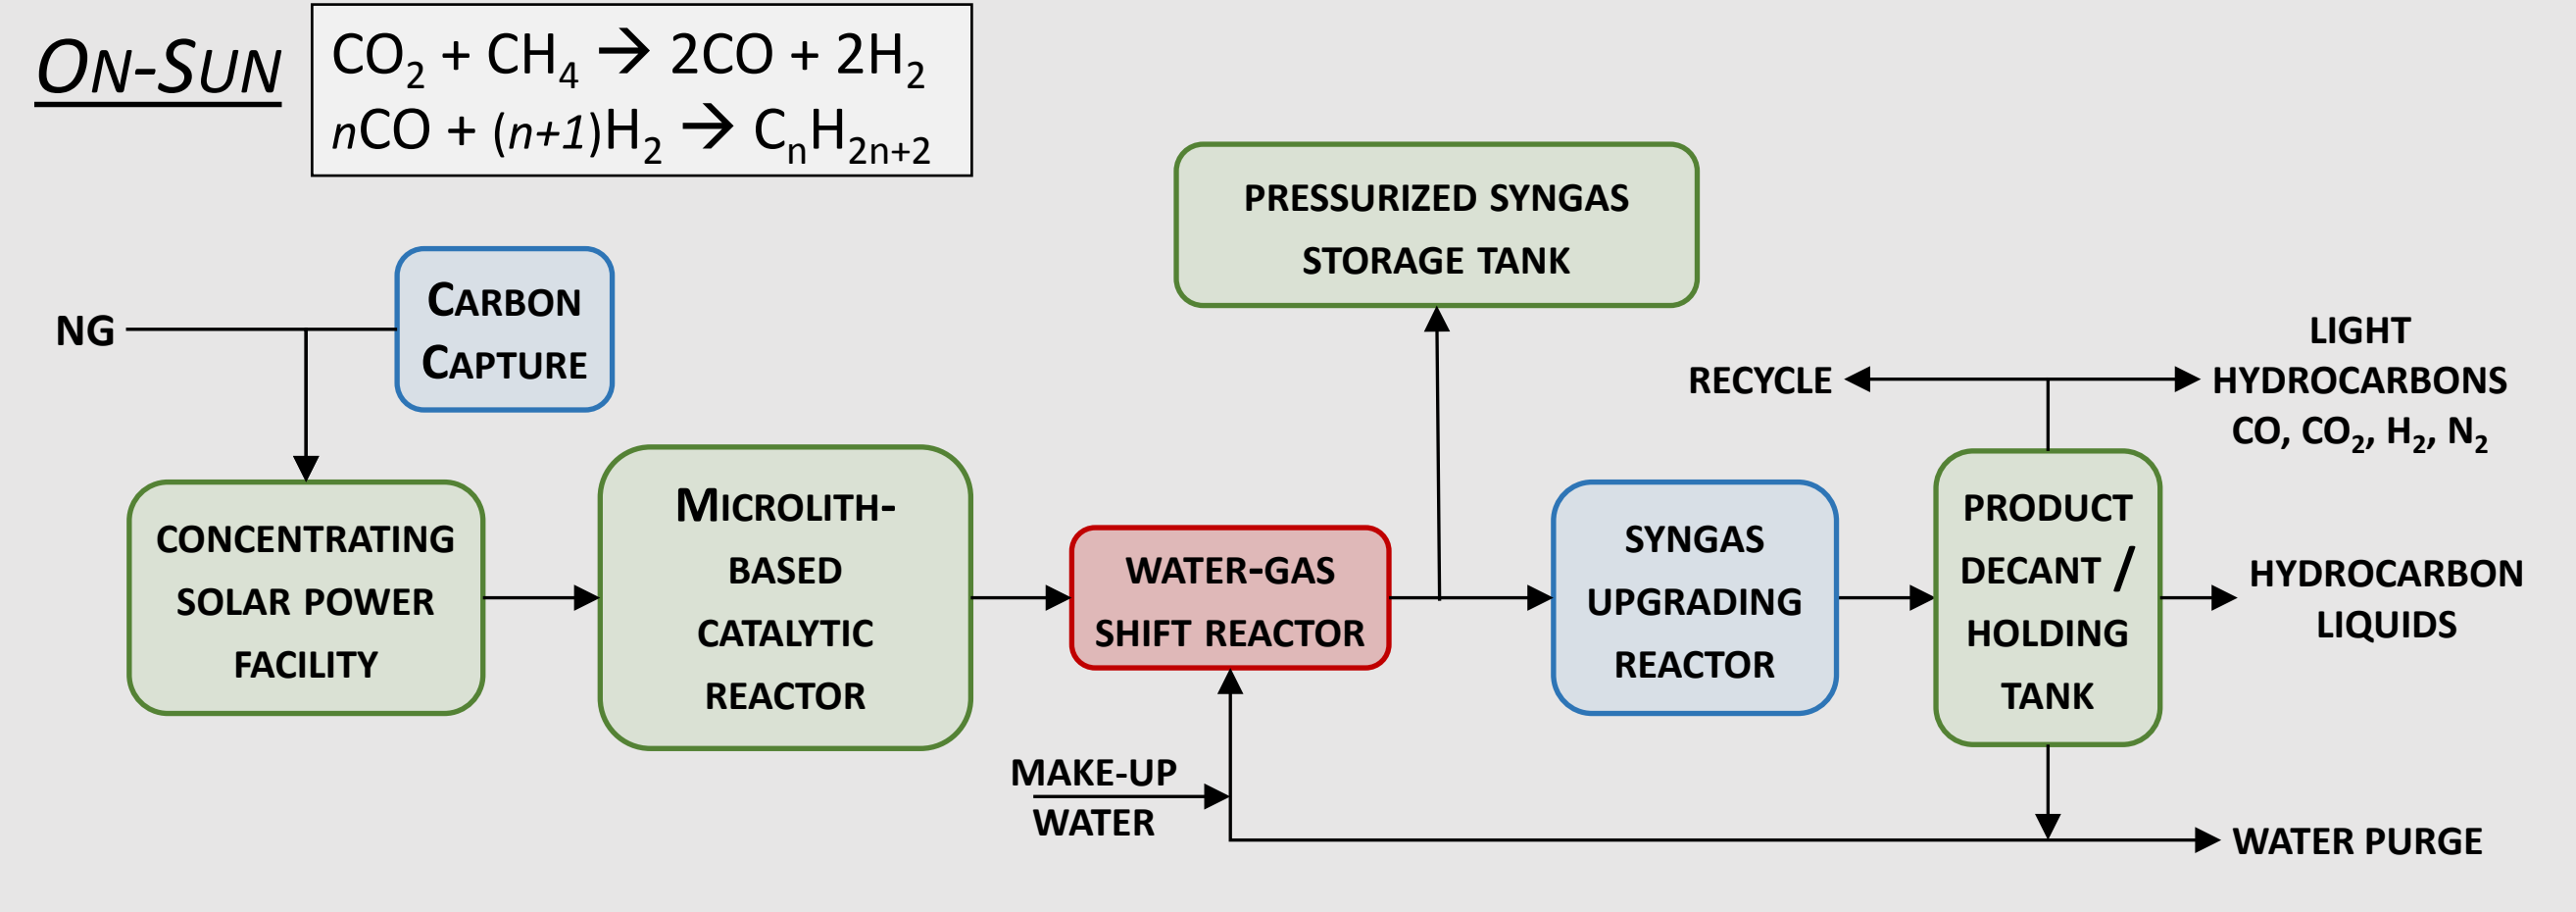 ON-SUN
CO₂ + CH₄ → 2CO + 2H₂
nCO + (n+1)H₂ → CₙH₂ₙ₊₂
PRESSURIZED SYNGAS
STORAGE TANK
NG
CARBON
CAPTURE
RECYCLE
LIGHT
HYDROCARBONS
CO, CO₂, H₂, N₂
CONCENTRATING
SOLAR POWER
FACILITY
MICROLITH-
BASED
CATALYTIC
REACTOR
WATER-GAS
SHIFT REACTOR
SYNGAS
UPGRADING
REACTOR
PRODUCT
DECANT /
HOLDING
TANK
HYDROCARBON
LIQUIDS
MAKE-UP
WATER
WATER PURGE